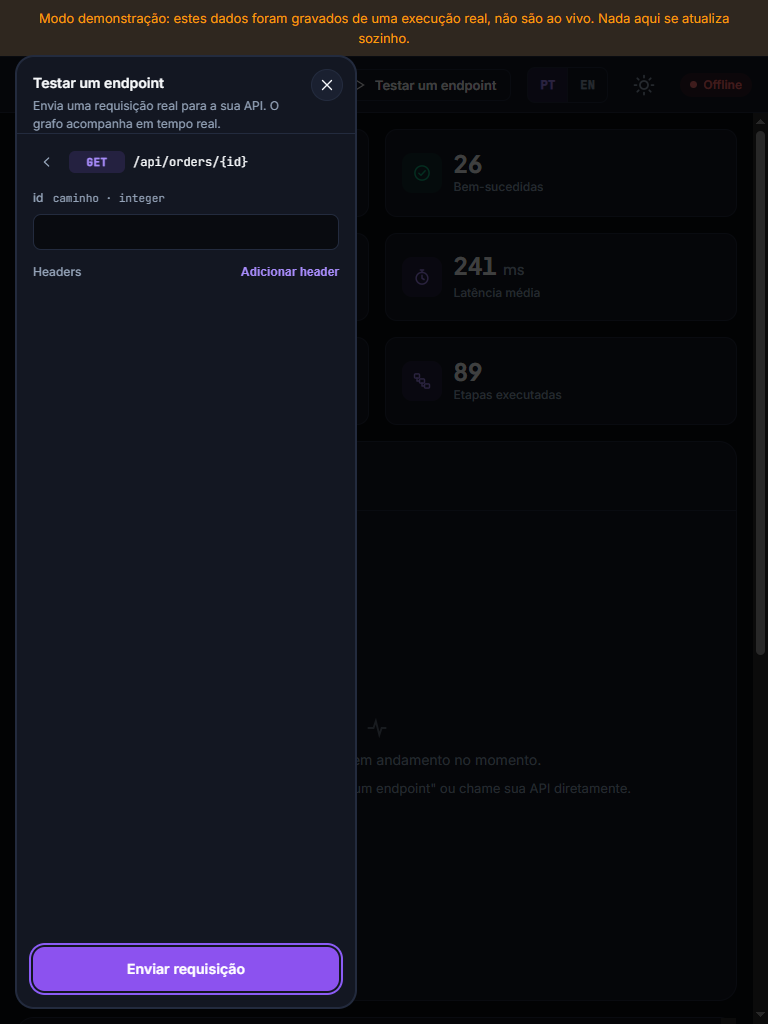 Modo demonstração: estes dados foram gravados de uma execução real, não são ao vivo. Nada aqui se atualiza
sozinho.
Testar um endpoint
Envia uma requisição real para a sua API. O
grafo acompanha em tempo real.
GET /api/orders/{id}
id caminho · integer
Headers
Adicionar header
Enviar requisição
Testar um endpoint
PT
EN
Offline
26
Bem-sucedidas
241 ms
Latência média
89
Etapas executadas
em andamento no momento.
um endpoint" ou chame sua API diretamente.